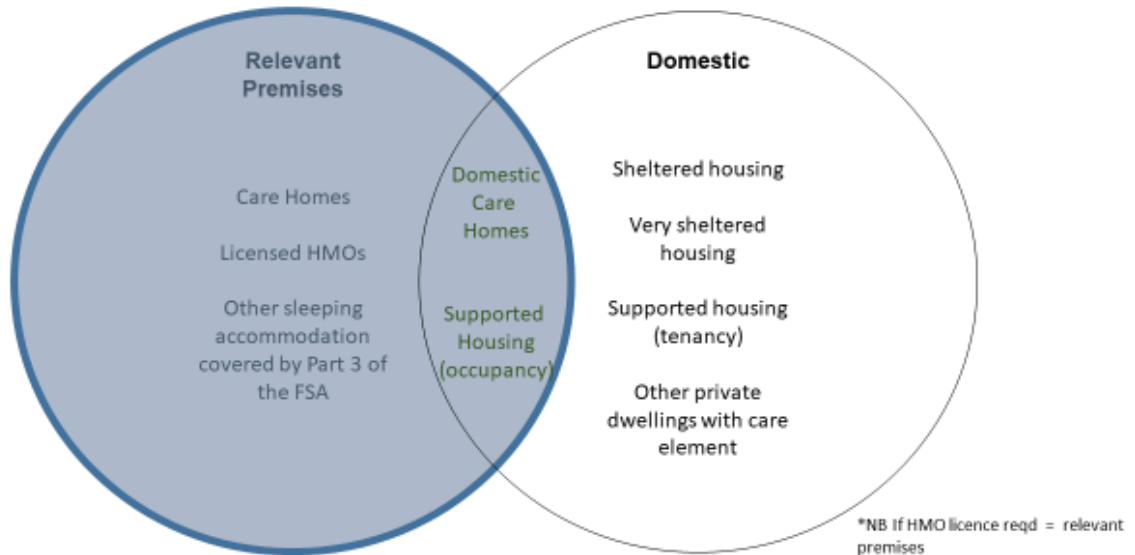 Relevant
Premises
Care Homes
Licensed HMOs
Other sleeping
accommodation
covered by Part 3 of
the FSA
Domestic
Care
Homes
Supported
Housing
(occupancy)
Domestic
Sheltered housing
Very sheltered
housing
Supported housing
(tenancy)
Other private
dwellings with care
element
*NB If HMO licence reqd = relevant
premises